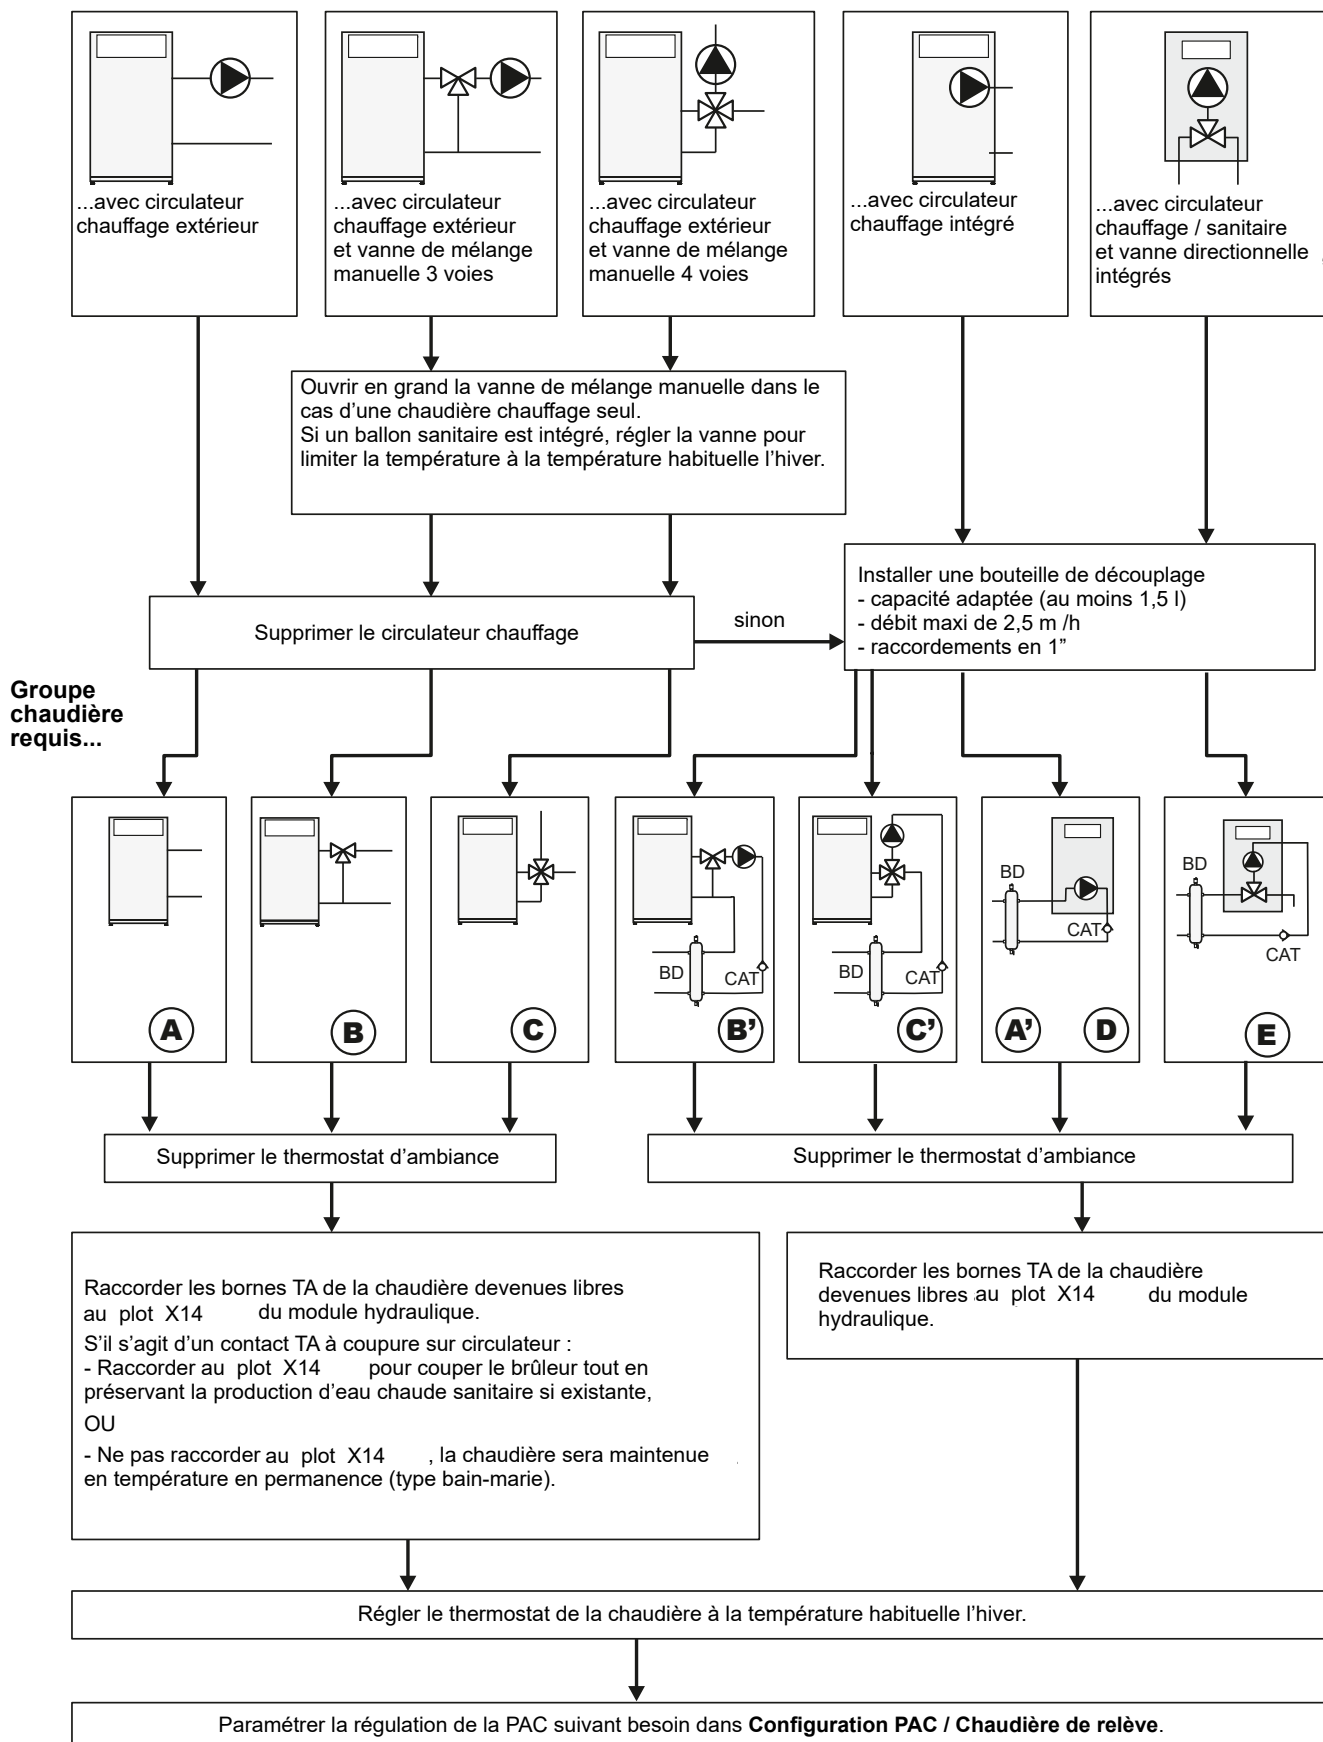 ...avec circulateur
chauffage extérieur
...avec circulateur
chauffage extérieur
et vanne de mélange
manuelle 3 voies
...avec circulateur
chauffage extérieur
et vanne de mélange
manuelle 4 voies
...avec circulateur
chauffage intégré
...avec circulateur
chauffage / sanitaire
et vanne directionnelle
intégrés
Ouvrir en grand la vanne de mélange manuelle dans le
cas d’une chaudière chauffage seul.
Si un ballon sanitaire est intégré, régler la vanne pour
limiter la température à la température habituelle l’hiver.
Supprimer le circulateur chauffage
sinon
Installer une bouteille de découplage
- capacité adaptée (au moins 1,5 l)
- débit maxi de 2,5 m /h
- raccordements en 1”
Groupe
chaudière
requis...
A
B
C
BD
CAT
B’
BD
CAT
C’
BD
CAT
A’
D
BD
CAT
E
Supprimer le thermostat d’ambiance
Supprimer le thermostat d’ambiance
Raccorder les bornes TA de la chaudière devenues libres
au plot X14 du module hydraulique.
S’il s’agit d’un contact TA à coupure sur circulateur :
- Raccorder au plot X14 pour couper le brûleur tout en
préservant la production d’eau chaude sanitaire si existante,
OU
- Ne pas raccorder au plot X14 , la chaudière sera maintenue
en température en permanence (type bain-marie).
Raccorder les bornes TA de la chaudière
devenues libres au plot X14 du module
hydraulique.
Régler le thermostat de la chaudière à la température habituelle l’hiver.
Paramétrer la régulation de la PAC suivant besoin dans Configuration PAC / Chaudière de relève.